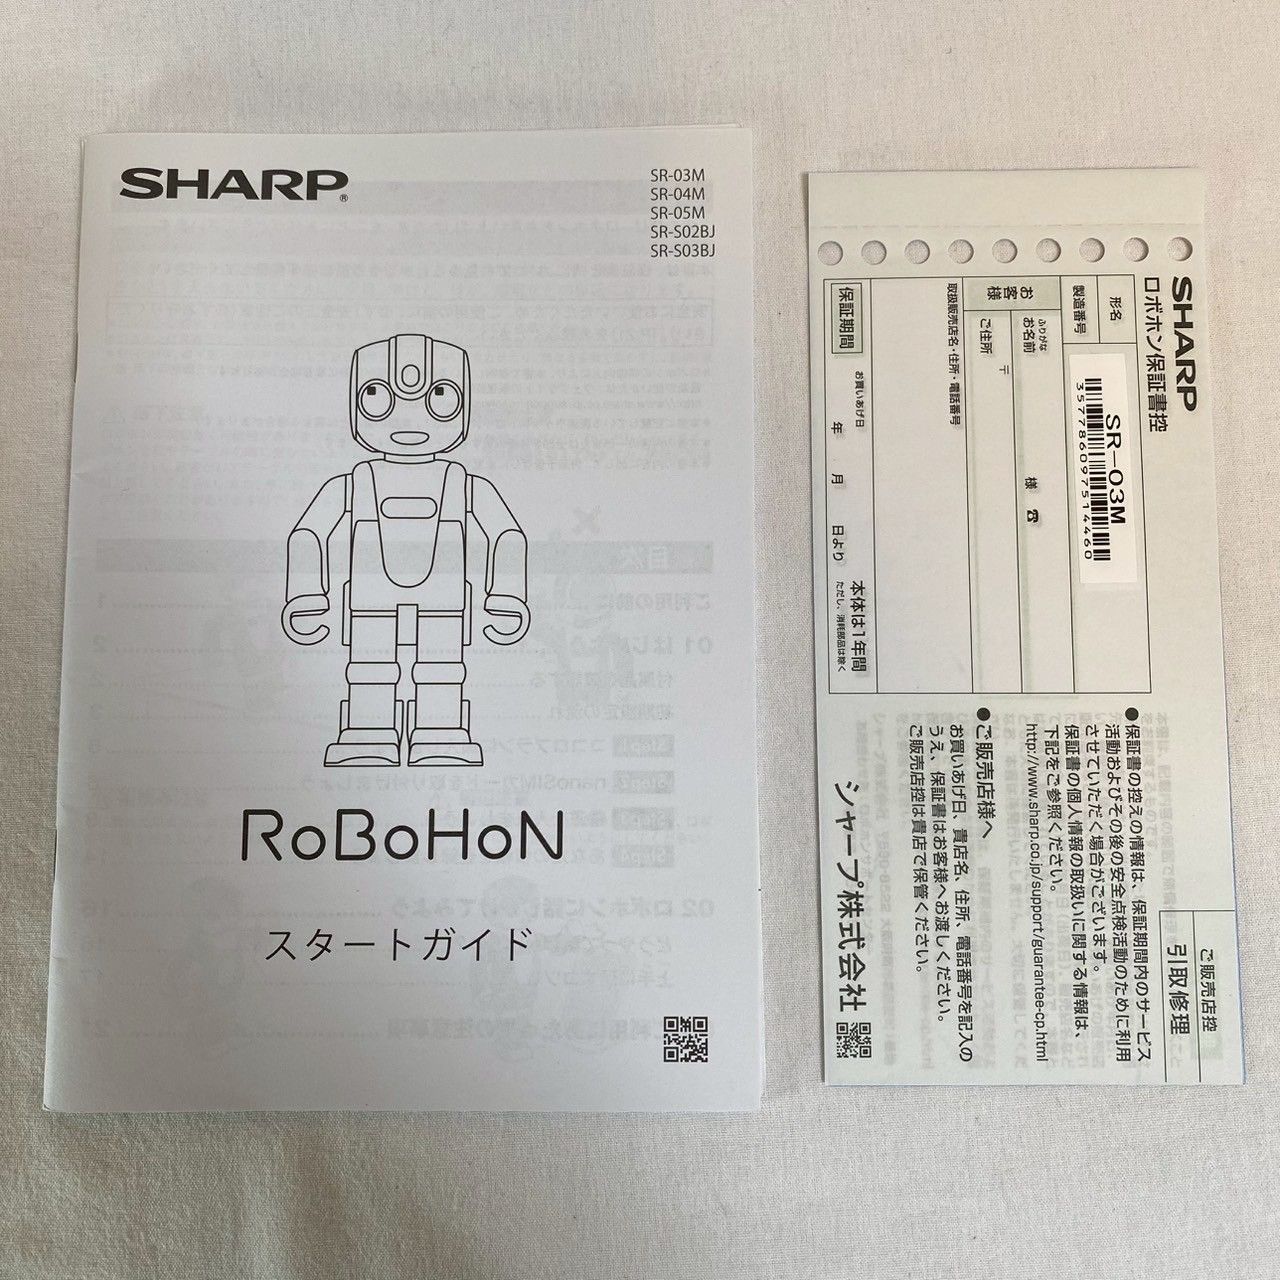 SHARP®
SR-03M
SR-04M
SR-05M
SR-S02BJ
SR-S03BJ
RoBoHoN
スタートガイド
SHARP
ロボホン保証書控
形名
SR-03M
製造番号
357786097514460
お客様
ふりがな
お名前
様
☎
ご住所
〒
取扱販売店名・住所・電話番号
保証期間
お買いあげ日
年 月 日より
本体は1年間
ただし、消耗部品は除く
●保証書の控えの情報は、保証期間内のサービス
活動およびその後の安全点検活動のために利用
させていただく場合がございます。
保証書の個人情報の取扱いに関する情報は、
下記をご参照ください。
http://www.sharp.co.jp/support/guarantee-cp.html
●ご販売店様へ
お買いあげ日、貴店名、住所、電話番号を記入の
うえ、保証書はお客様へお渡しください。
ご販売店控は貴店で保管ください。
シャープ株式会社
ご販売店控
引取修理